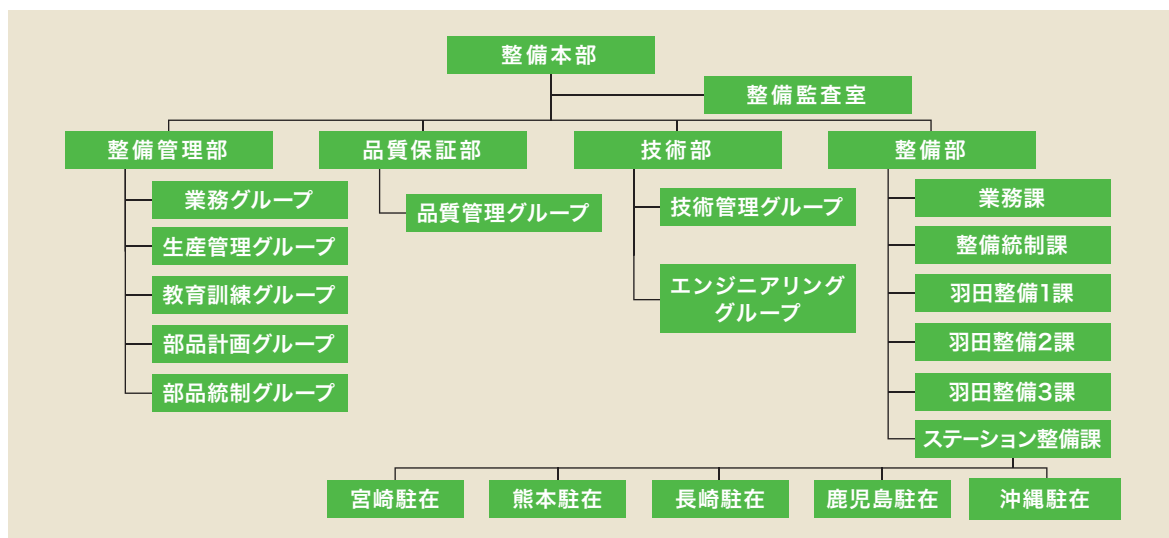 整備本部
整備監査室
整備管理部
品質保証部
技術部
整備部
業務グループ
生産管理グループ
教育訓練グループ
部品計画グループ
部品統制グループ
品質管理グループ
技術管理グループ
エンジニアリング
グループ
業務課
整備統制課
羽田整備1課
羽田整備2課
羽田整備3課
ステーション整備課
宮崎駐在
熊本駐在
長崎駐在
鹿児島駐在
沖縄駐在